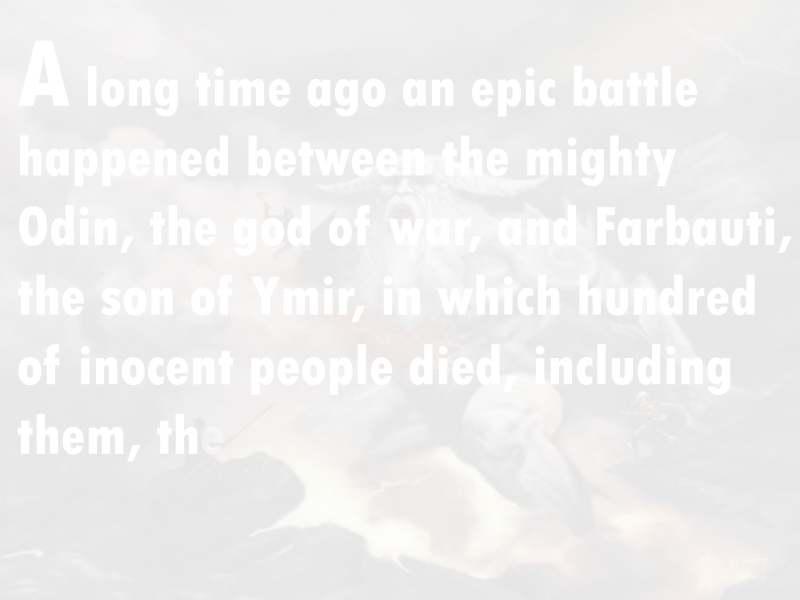 A long time ago an epic battle
happened between the mighty
Odin, the god of war, and Farbauti,
the son of Ymir, in which hundred
of inocent people died, including
them, the